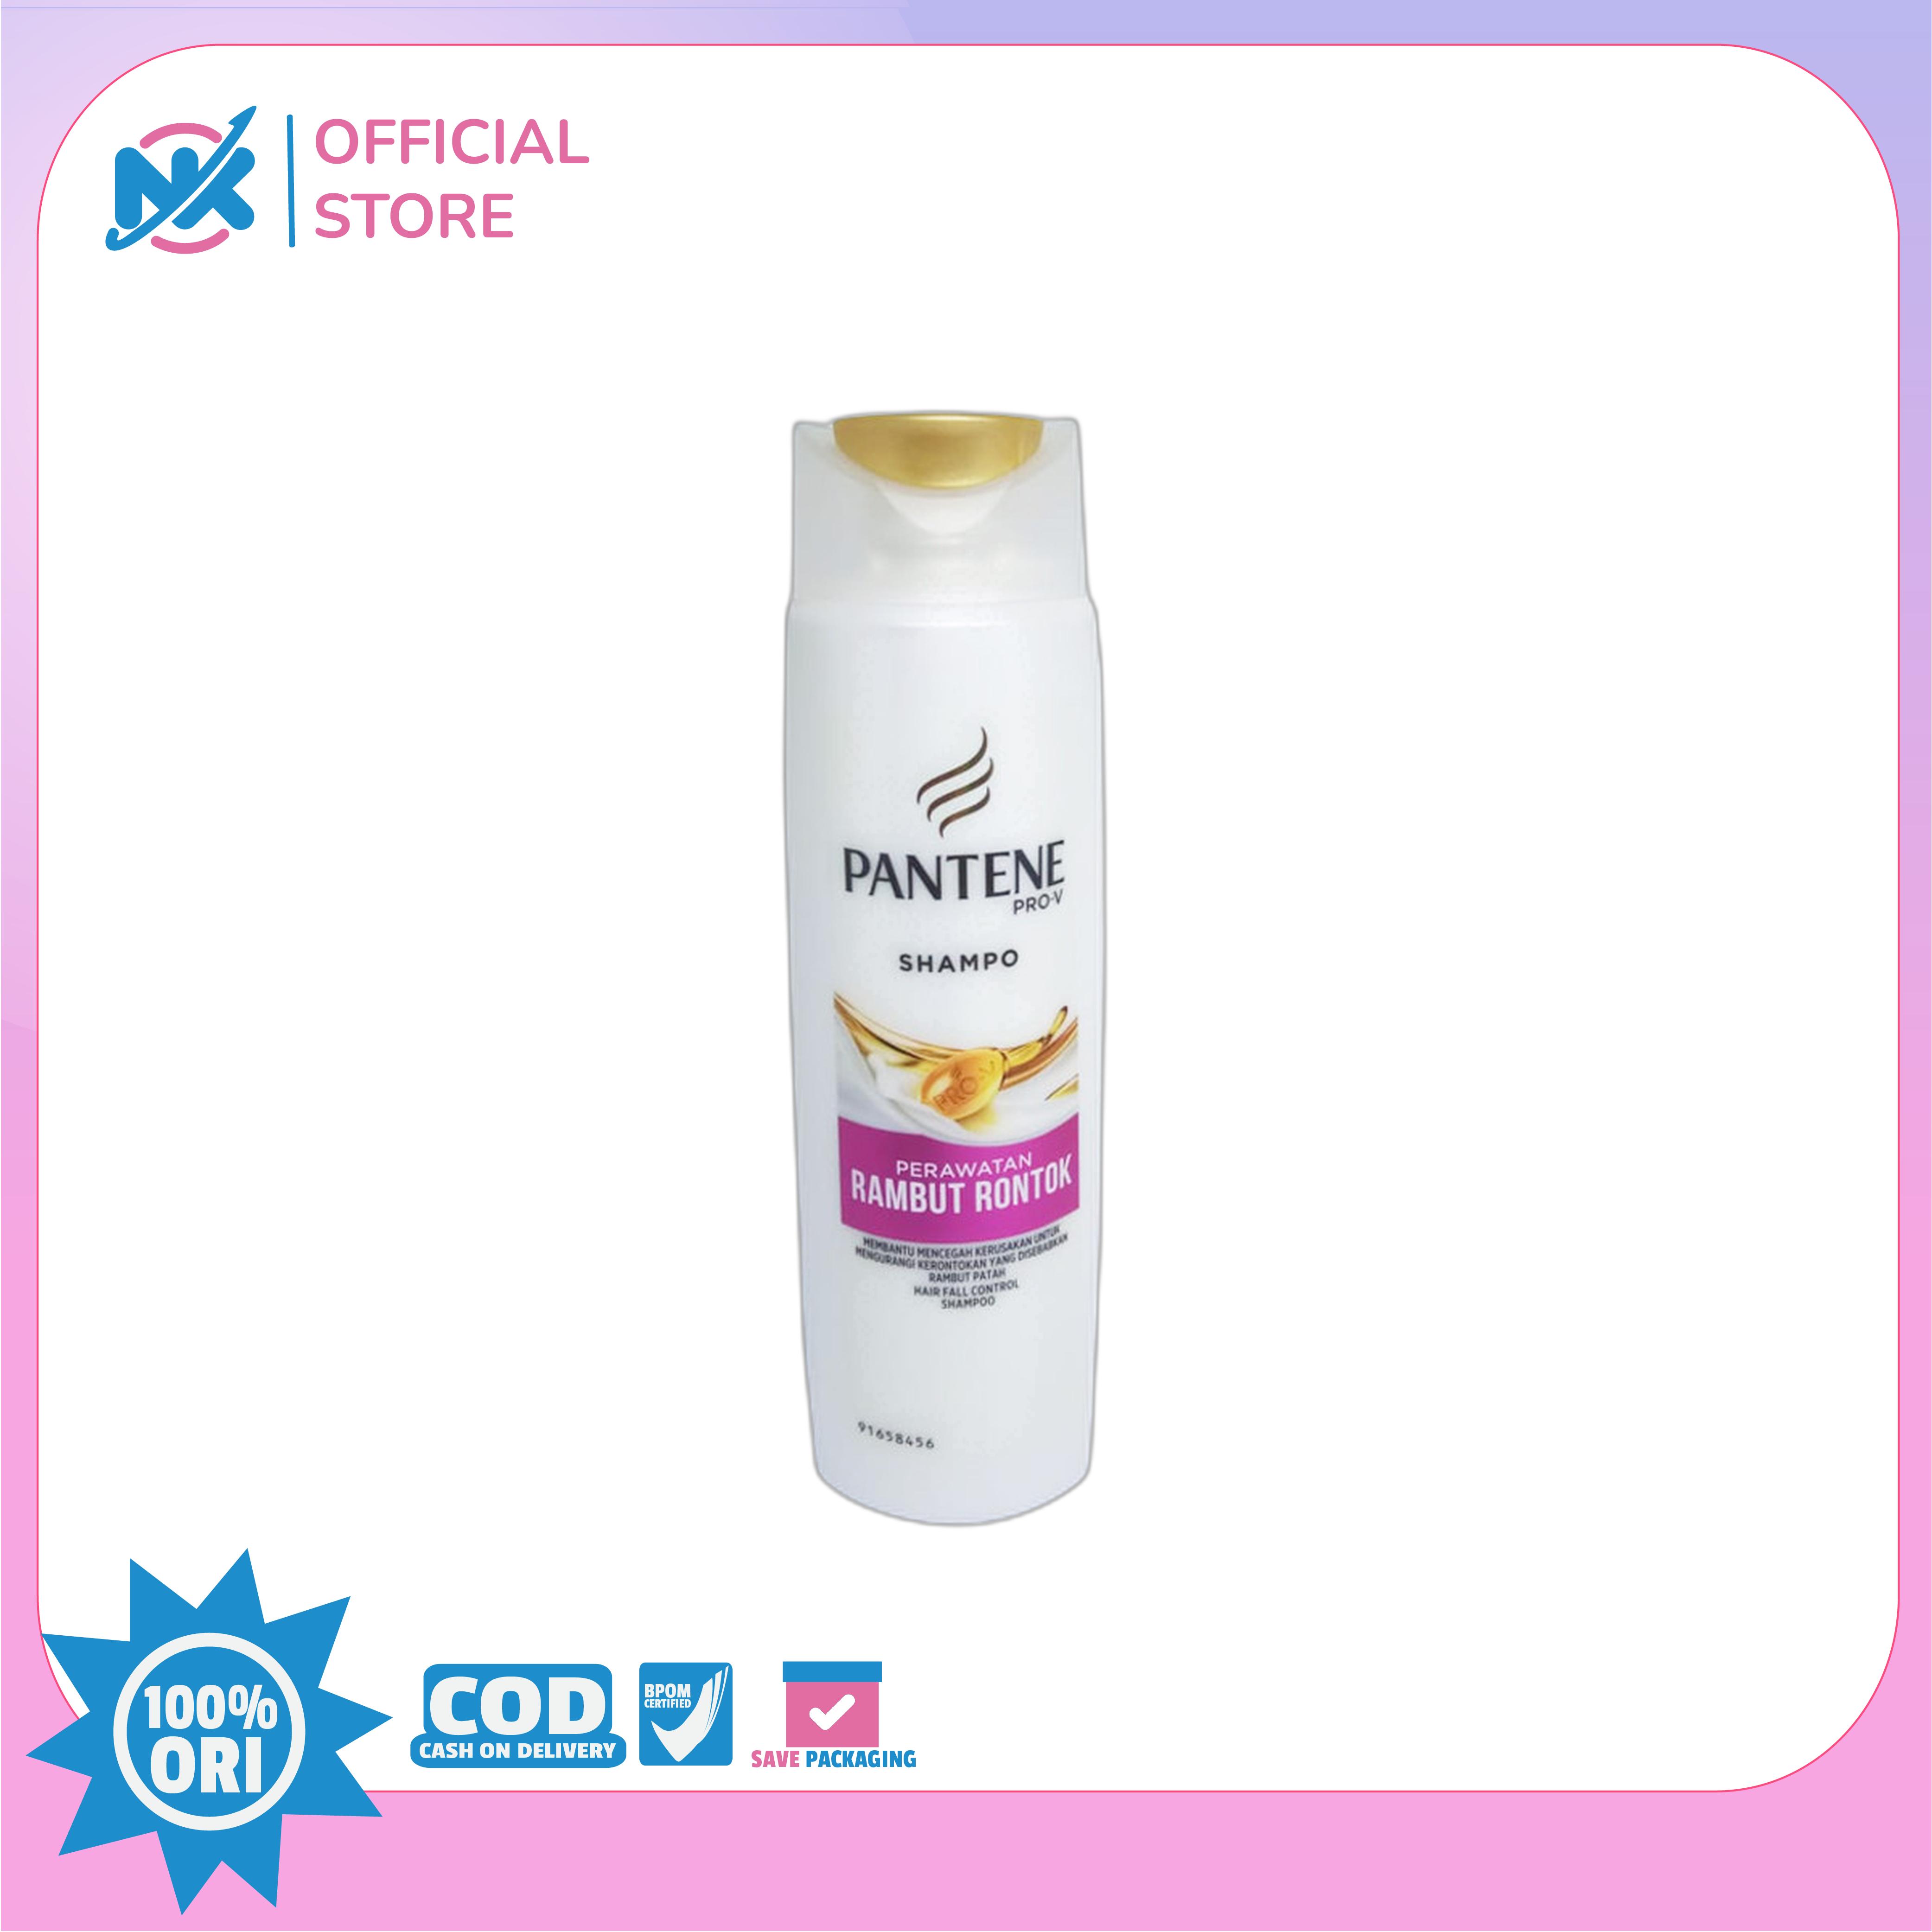 NK
OFFICIAL
STORE
PANTENE
PRO-V
SHAMPO
PRO-V
PERAWATAN
RAMBUT RONTOK
MEMBANTU MENCEGAH KERUSAKAN UNTUK
MENGURANGI KERONTOKAN YANG DISEBABKAN
RAMBUT PATAH
HAIR FALL CONTROL
SHAMPOO
91658456
100%
ORI
COD
CASH ON DELIVERY
BPOM
CERTIFIED
SAVE PACKAGING